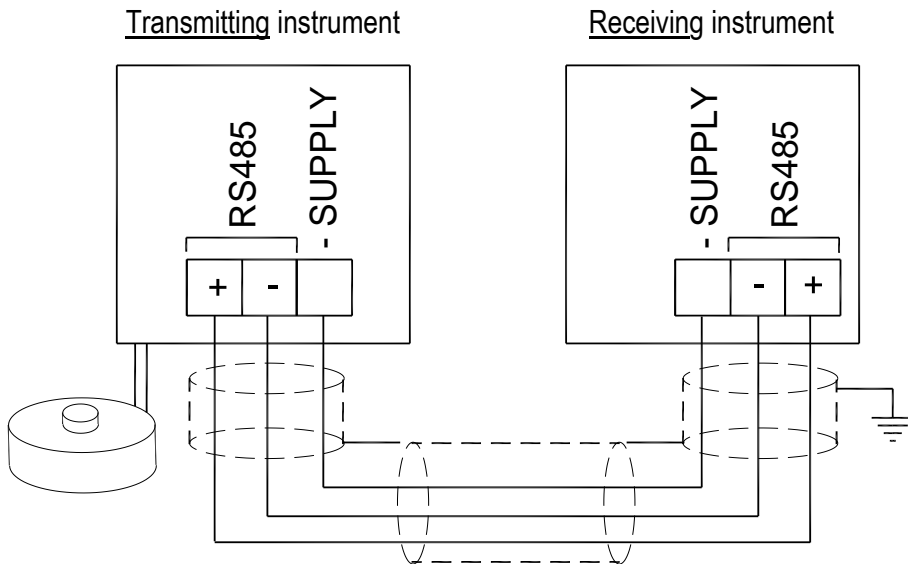 Transmitting instrument
Receiving instrument
RS485
- SUPPLY
- SUPPLY
RS485
+ -
- +